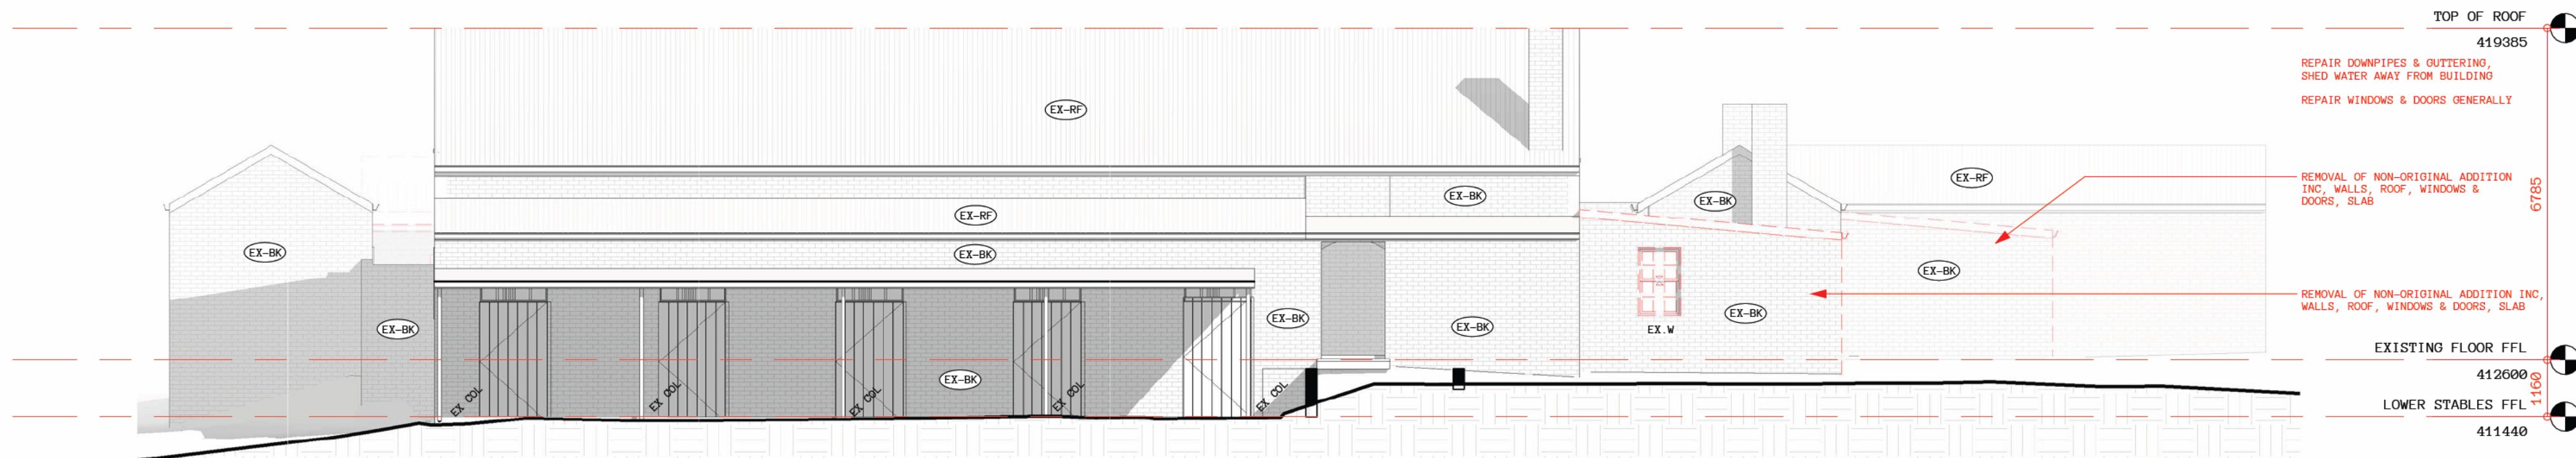 TOP OF ROOF
419385
REPAIR DOWNPIPES & GUTTERING,
SHED WATER AWAY FROM BUILDING
REPAIR WINDOWS & DOORS GENERALLY
EX-RF
EX-RF
REMOVAL OF NON-ORIGINAL ADDITION
INC, WALLS, ROOF, WINDOWS &
DOORS, SLAB
6785
EX-BK
EX-BK
EX-RF
EX-BK
EX-BK
EX-BK
REMOVAL OF NON-ORIGINAL ADDITION INC,
WALLS, ROOF, WINDOWS & DOORS, SLAB
EX-BK
EX-BK
EX-BK
EX-BK
EX.W
EXISTING FLOOR FFL
412600
EX-BK
1160
EX COL
EX COL
EX COL
EX COL
EX COL
LOWER STABLES FFL
411440